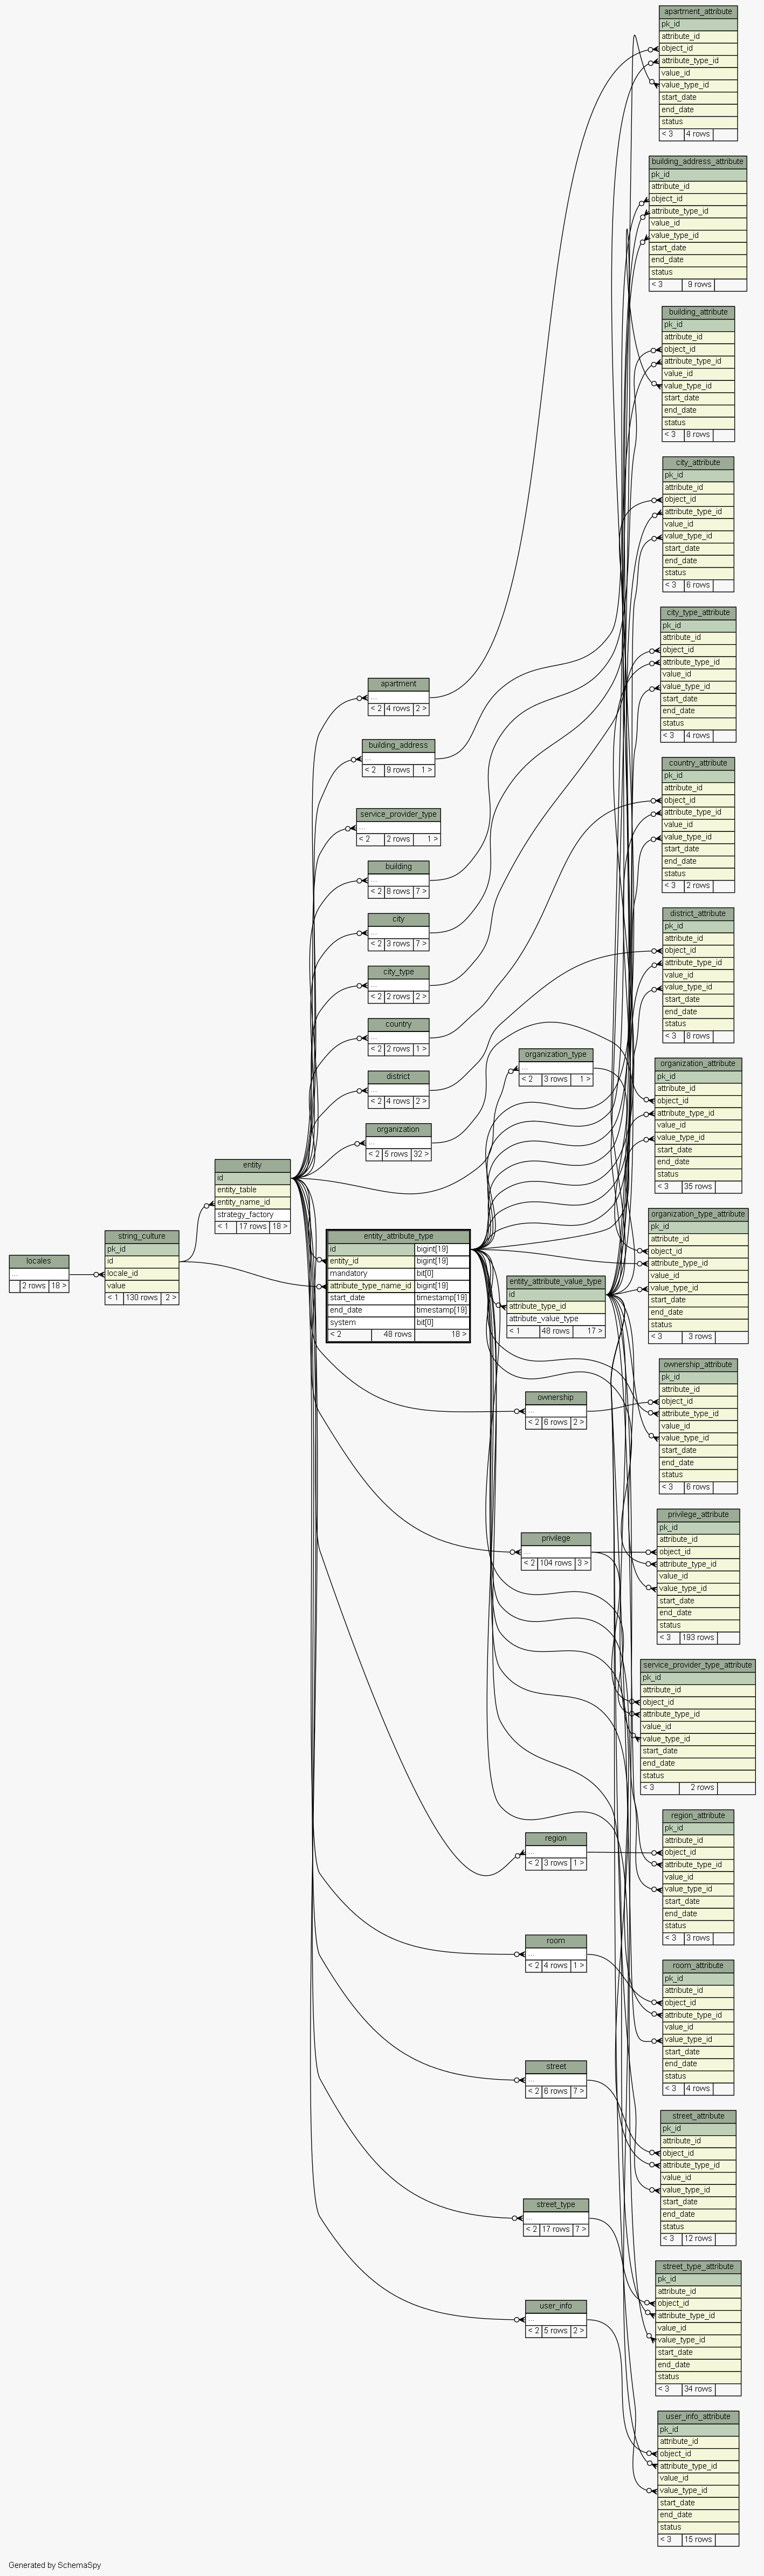 apartment_attribute
pk_id
attribute_id
object_id
attribute_type_id
value_id
value_type_id
start_date
end_date
status
< 3 4 rows
building_address_attribute
pk_id
attribute_id
object_id
attribute_type_id
value_id
value_type_id
start_date
end_date
status
< 3 9 rows
building_attribute
pk_id
attribute_id
object_id
attribute_type_id
value_id
value_type_id
start_date
end_date
status
< 3 8 rows
city_attribute
pk_id
attribute_id
object_id
attribute_type_id
value_id
value_type_id
start_date
end_date
status
< 3 6 rows
city_type_attribute
pk_id
attribute_id
object_id
attribute_type_id
value_id
value_type_id
start_date
end_date
status
< 3 4 rows
country_attribute
pk_id
attribute_id
object_id
attribute_type_id
value_id
value_type_id
start_date
end_date
status
< 3 2 rows
district_attribute
pk_id
attribute_id
object_id
attribute_type_id
value_id
value_type_id
start_date
end_date
status
< 3 8 rows
organization_attribute
pk_id
attribute_id
object_id
attribute_type_id
value_id
value_type_id
start_date
end_date
status
< 3 35 rows
organization_type_attribute
pk_id
attribute_id
object_id
attribute_type_id
value_id
value_type_id
start_date
end_date
status
< 3 3 rows
ownership_attribute
pk_id
attribute_id
object_id
attribute_type_id
value_id
value_type_id
start_date
end_date
status
< 3 6 rows
privilege_attribute
pk_id
attribute_id
object_id
attribute_type_id
value_id
value_type_id
start_date
end_date
status
< 3 193 rows
service_provider_type_attribute
pk_id
attribute_id
object_id
attribute_type_id
value_id
value_type_id
start_date
end_date
status
< 3 2 rows
region_attribute
pk_id
attribute_id
object_id
attribute_type_id
value_id
value_type_id
start_date
end_date
status
< 3 3 rows
room_attribute
pk_id
attribute_id
object_id
attribute_type_id
value_id
value_type_id
start_date
end_date
status
< 3 4 rows
street_attribute
pk_id
attribute_id
object_id
attribute_type_id
value_id
value_type_id
start_date
end_date
status
< 3 12 rows
street_type_attribute
pk_id
attribute_id
object_id
attribute_type_id
value_id
value_type_id
start_date
end_date
status
< 3 34 rows
user_info_attribute
pk_id
attribute_id
object_id
attribute_type_id
value_id
value_type_id
start_date
end_date
status
< 3 15 rows
apartment
...
< 2 4 rows 2 >
building_address
...
< 2 9 rows 1 >
service_provider_type
...
< 2 2 rows 1 >
building
...
< 2 8 rows 7 >
city
...
< 2 3 rows 7 >
city_type
...
< 2 2 rows 2 >
country
...
< 2 2 rows 1 >
district
...
< 2 4 rows 2 >
organization
...
< 2 5 rows 32 >
organization_type
...
< 2 3 rows 1 >
entity
id
entity_table
entity_name_id
strategy_factory
< 1 17 rows 18 >
string_culture
pk_id
id
locale_id
value
< 1 130 rows 2 >
locales
...
2 rows 18 >
entity_attribute_type
id bigint[19]
entity_id bigint[19]
mandatory bit[0]
attribute_type_name_id bigint[19]
start_date timestamp[19]
end_date timestamp[19]
system bit[0]
< 2 48 rows 18 >
entity_attribute_value_type
id
attribute_type_id
attribute_value_type
< 1 48 rows 17 >
ownership
...
< 2 6 rows 2 >
privilege
...
< 2 104 rows 3 >
region
...
< 2 3 rows 1 >
room
...
< 2 4 rows 1 >
street
...
< 2 6 rows 7 >
street_type
...
< 2 17 rows 7 >
user_info
...
< 2 5 rows 2 >
Generated by SchemaSpy